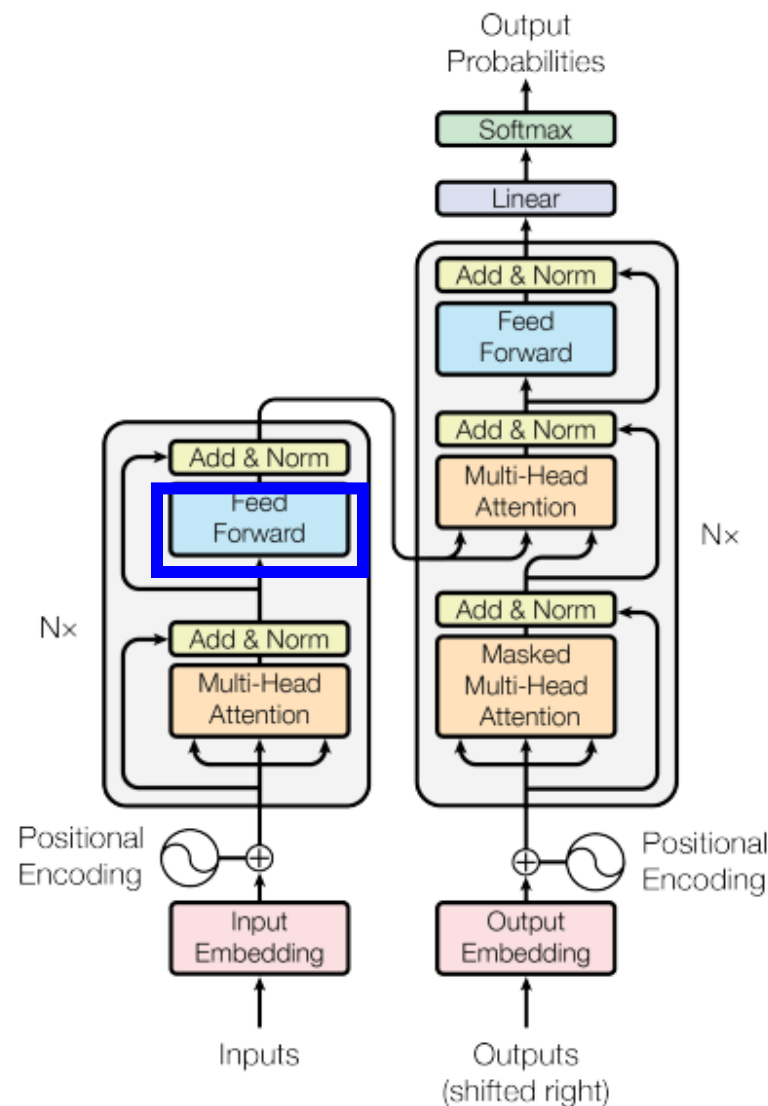 Output
Probabilities
Softmax
Linear
Add & Norm
Feed
Forward
Add & Norm
Multi-Head
Attention
Add & Norm
Masked
Multi-Head
Attention
Nx
Add & Norm
Feed
Forward
Add & Norm
Multi-Head
Attention
Nx
Positional
Encoding
Positional
Encoding
Input
Embedding
Output
Embedding
Inputs
Outputs
(shifted right)